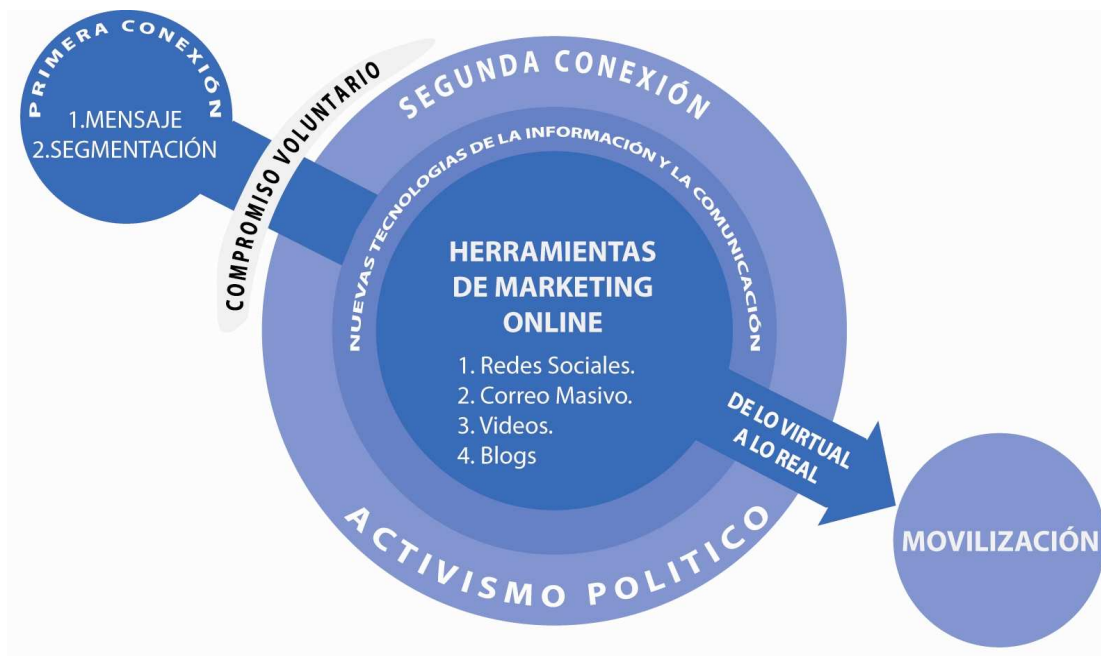 PRIMERA CONEXIÓN
1.MENSAJE
2.SEGMENTACIÓN
COMPROMISO VOLUNTARIO
SEGUNDA CONEXIÓN
NUEVAS TECNOLOGIAS DE LA INFORMACIÓN Y LA COMUNICACIÓN
HERRAMIENTAS
DE MARKETING
ONLINE
1. Redes Sociales.
2. Correo Masivo.
3. Videos.
4. Blogs
DE LO VIRTUAL
A LO REAL
ACTIVISMO POLITICO
MOVILIZACIÓN